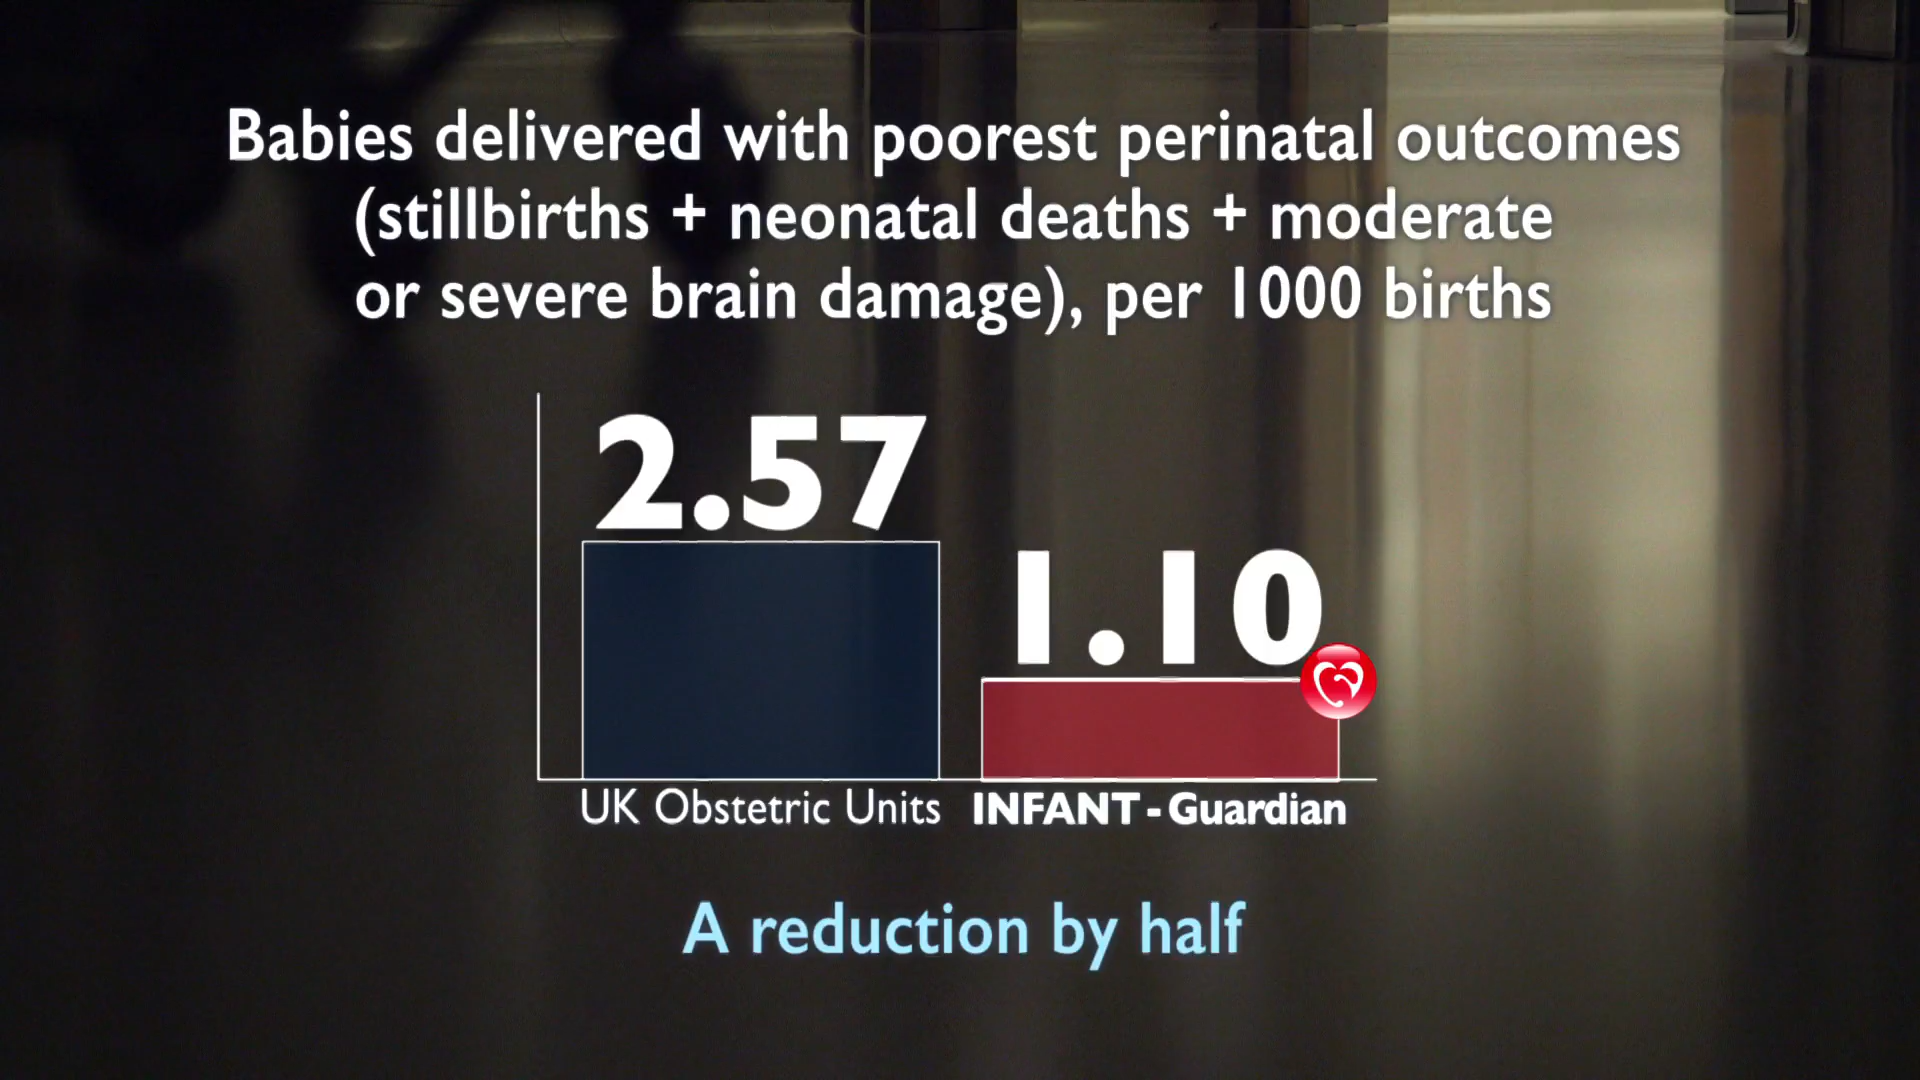 Babies delivered with poorest perinatal outcomes
(stillbirths + neonatal deaths + moderate
or severe brain damage), per 1000 births
2.57
1.10
UK Obstetric Units
INFANT - Guardian
A reduction by half